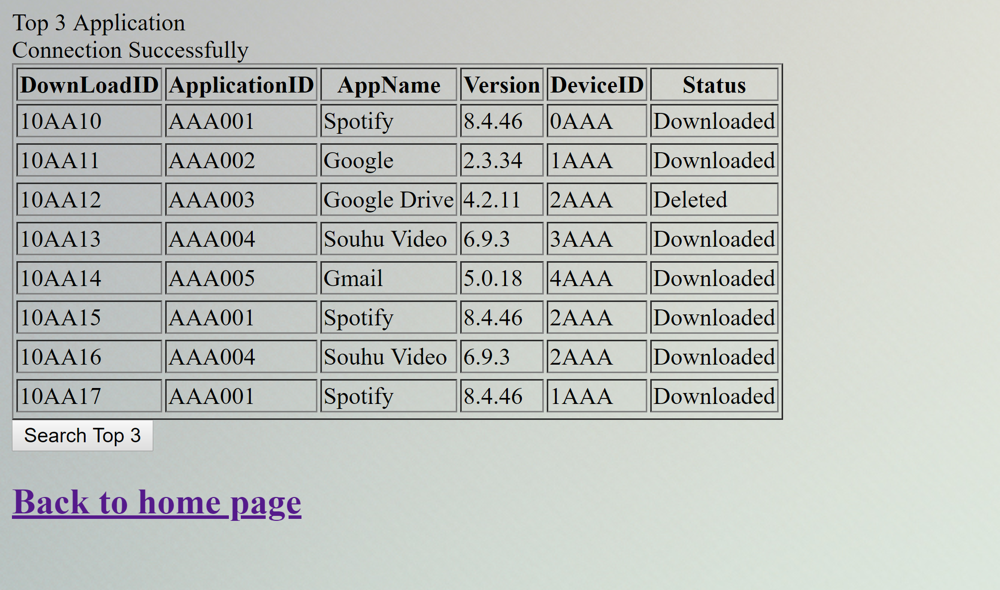 Top 3 Application
Connection Successfully
DownLoadID ApplicationID AppName Version DeviceID Status
10AA10 AAA001 Spotify 8.4.46 0AAA Downloaded
10AA11 AAA002 Google 2.3.34 1AAA Downloaded
10AA12 AAA003 Google Drive 4.2.11 2AAA Deleted
10AA13 AAA004 Souhu Video 6.9.3 3AAA Downloaded
10AA14 AAA005 Gmail 5.0.18 4AAA Downloaded
10AA15 AAA001 Spotify 8.4.46 2AAA Downloaded
10AA16 AAA004 Souhu Video 6.9.3 2AAA Downloaded
10AA17 AAA001 Spotify 8.4.46 1AAA Downloaded
Search Top 3
Back to home page